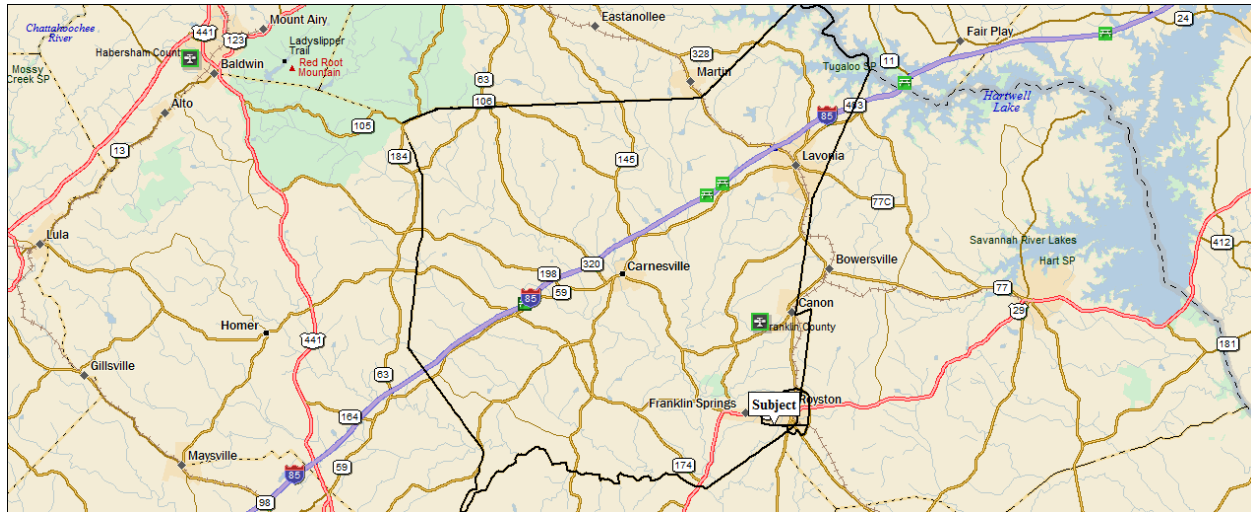 Chattahoochee
River
441
123
Mount Airy
Habersham Count
Ladyslipper
Trail
Red Root
Mountain
Mossy
Creek SP
Baldwin
Alto
Eastanollee
328
Martin
63
106
Fair Play
24
11
Tugaloo SP
Hartwell
Lake
85
403
105
13
184
145
Lavonia
77C
Lula
Savannah River Lakes
Hart SP
412
Bowersville
198
320
Carnesville
59
85
77
Canon
29
Franklin County
Homer
441
181
Gillsville
63
Franklin Springs
Subject
Royston
164
Maysville
59
85
174
98